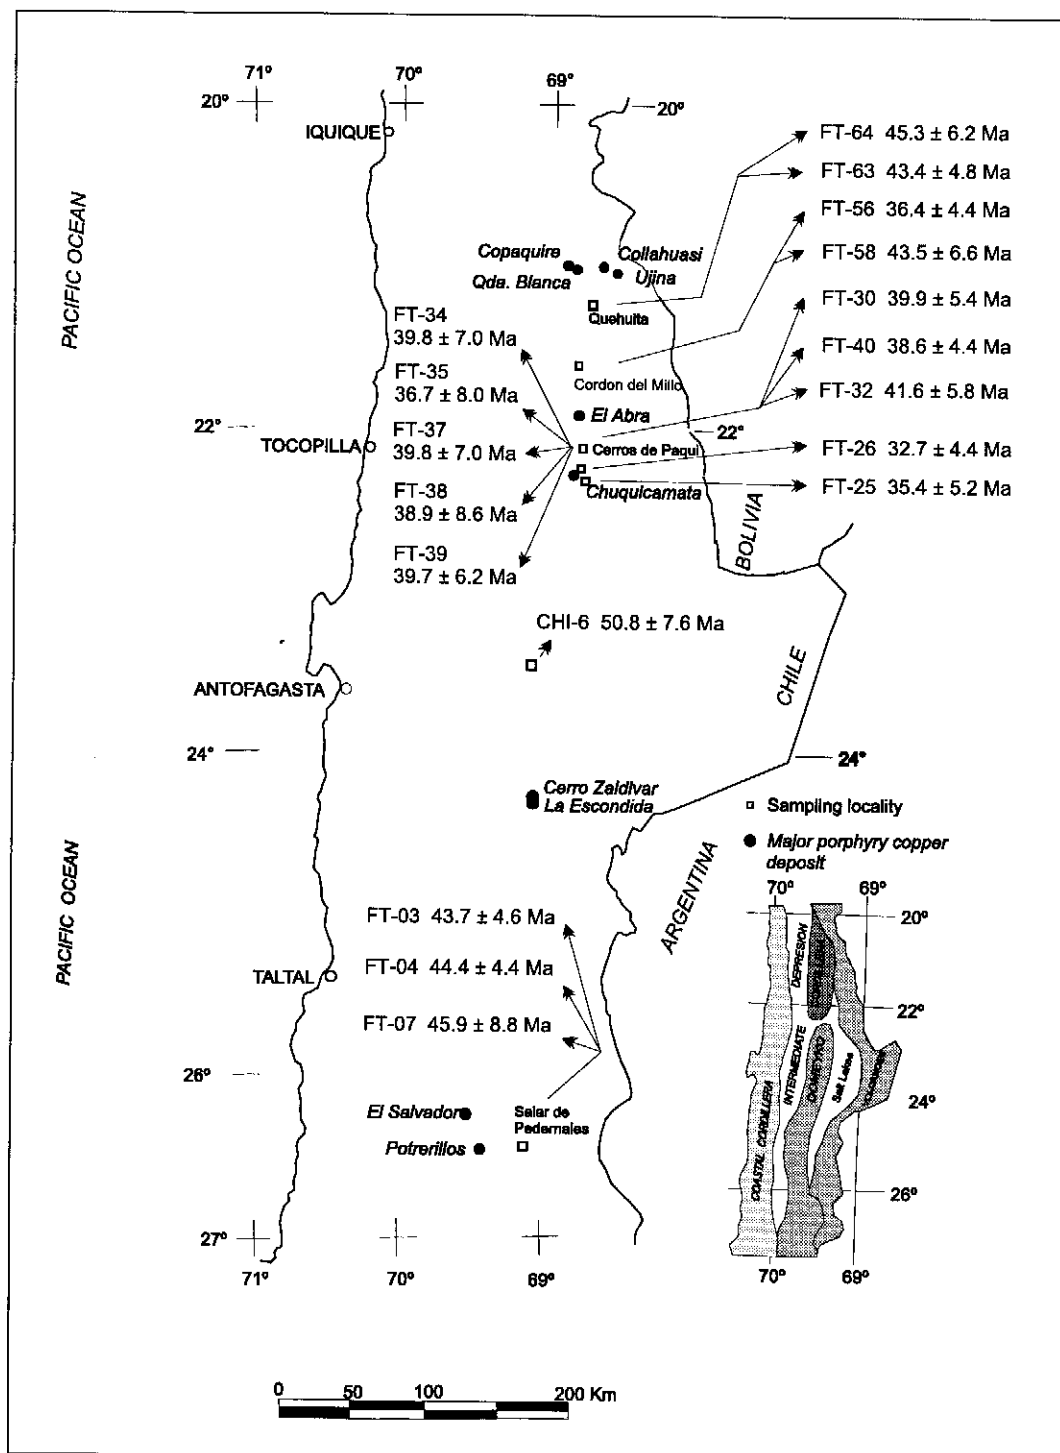 71° 70° 69°
20° 20°
IQUIQUE
PACIFIC OCEAN
FT-64 45.3 ± 6.2 Ma
FT-63 43.4 ± 4.8 Ma
FT-56 36.4 ± 4.4 Ma
FT-58 43.5 ± 6.6 Ma
FT-30 39.9 ± 5.4 Ma
FT-40 38.6 ± 4.4 Ma
FT-32 41.6 ± 5.8 Ma
FT-26 32.7 ± 4.4 Ma
FT-25 35.4 ± 5.2 Ma
Copaquire
Collahuasi
Qda. Blanca
Ujina
Quehuita
FT-34
39.8 ± 7.0 Ma
FT-35
36.7 ± 8.0 Ma
FT-37
39.8 ± 7.0 Ma
FT-38
38.9 ± 8.6 Ma
FT-39
39.7 ± 6.2 Ma
Cordon del Millo
El Abra
22° 22°
TOCOPILLA
Cerros de Paqui
Chuquicamata
BOLIVIA
CHI-6 50.8 ± 7.6 Ma
CHILE
ANTOFAGASTA
24° 24°
Cerro Zaldivar
La Escondida
Sampling locality
Major porphyry copper
deposit
ARGENTINA
PACIFIC OCEAN
FT-03 43.7 ± 4.6 Ma
FT-04 44.4 ± 4.4 Ma
FT-07 45.9 ± 8.8 Ma
TALTAL
26°
El Salvador
Salar de
Pedernales
Potrerillos
27°
71° 70° 69°
70° 69°
20°
22°
24°
26°
COASTAL CORDILLERA
INTERMEDIATE DEPRESION
DOMEYKO
Salt Lakes
70° 69°
0 50 100 200 Km